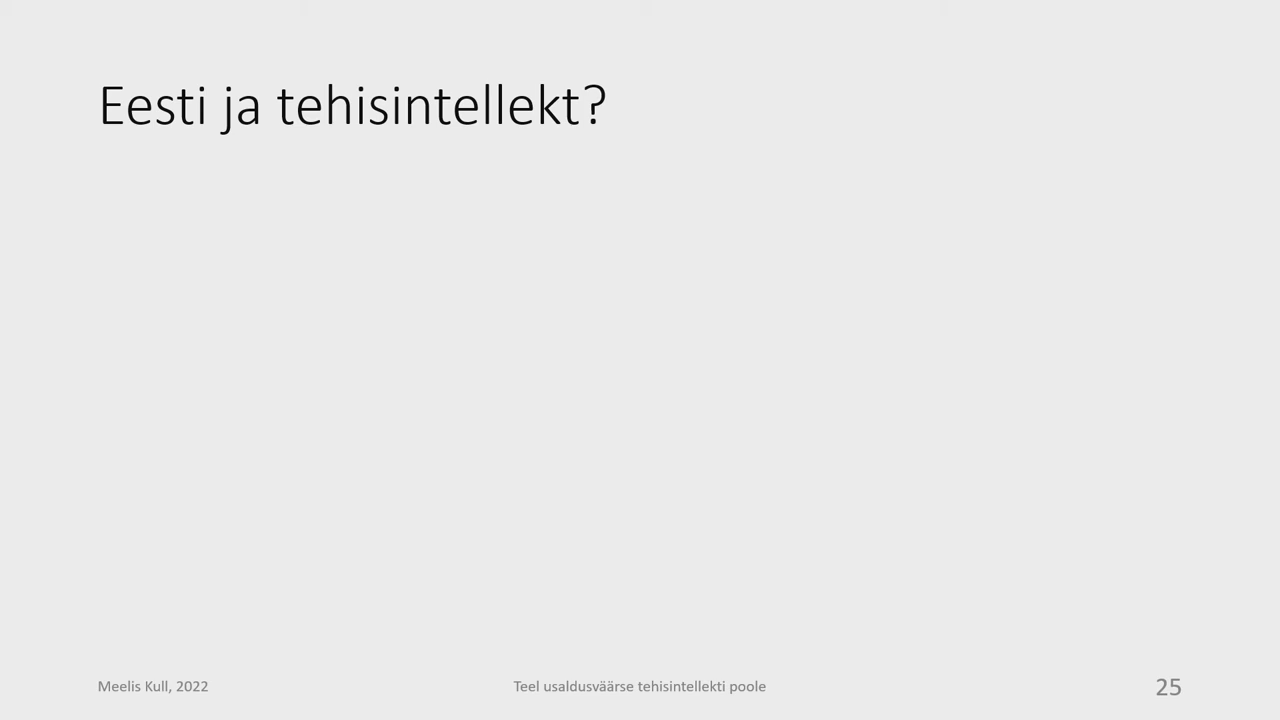 Eesti ja tehisintellekt?
Meelis Kull, 2022
Teel usaldusväärse tehisintellekti poole
25